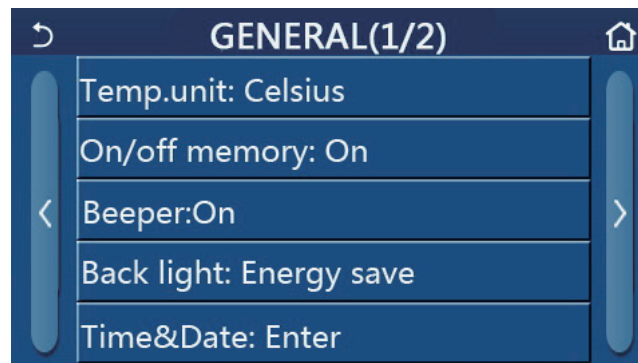 GENERAL(1/2)
Temp.unit: Celsius
On/off memory: On
Beeper:On
Back light: Energy save
Time&Date: Enter